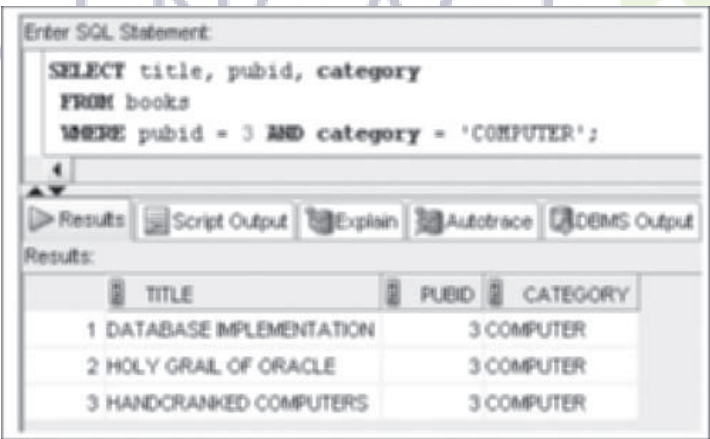 Enter SQL Statement:
SELECT title, pubid, category
FROM books
WHERE pubid = 3 AND category = 'COMPUTER';
Results Script Output Explain Autotrace DBMS Output
Results:
TITLE PUBID CATEGORY
1 DATABASE IMPLEMENTATION 3 COMPUTER
2 HOLY GRAIL OF ORACLE 3 COMPUTER
3 HANDCRANKED COMPUTERS 3 COMPUTER